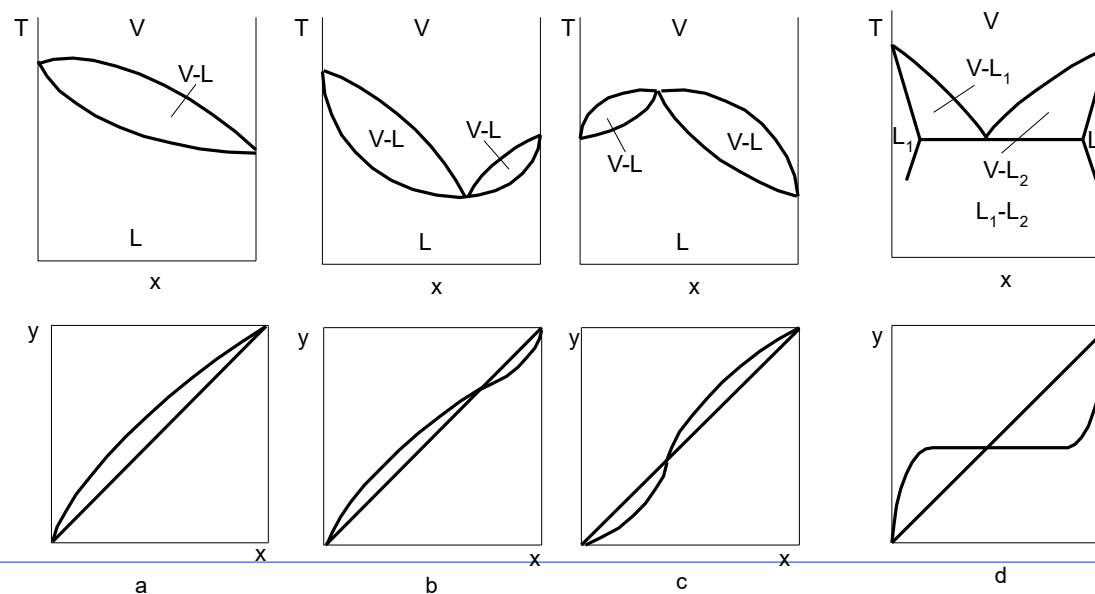 T V T V T V T V
V-L V-L V-L V-L V-L V-L₁
L₁ V-L₂ L
L L L L₁-L₂
x x x x
y y y y
x x x
a b c d